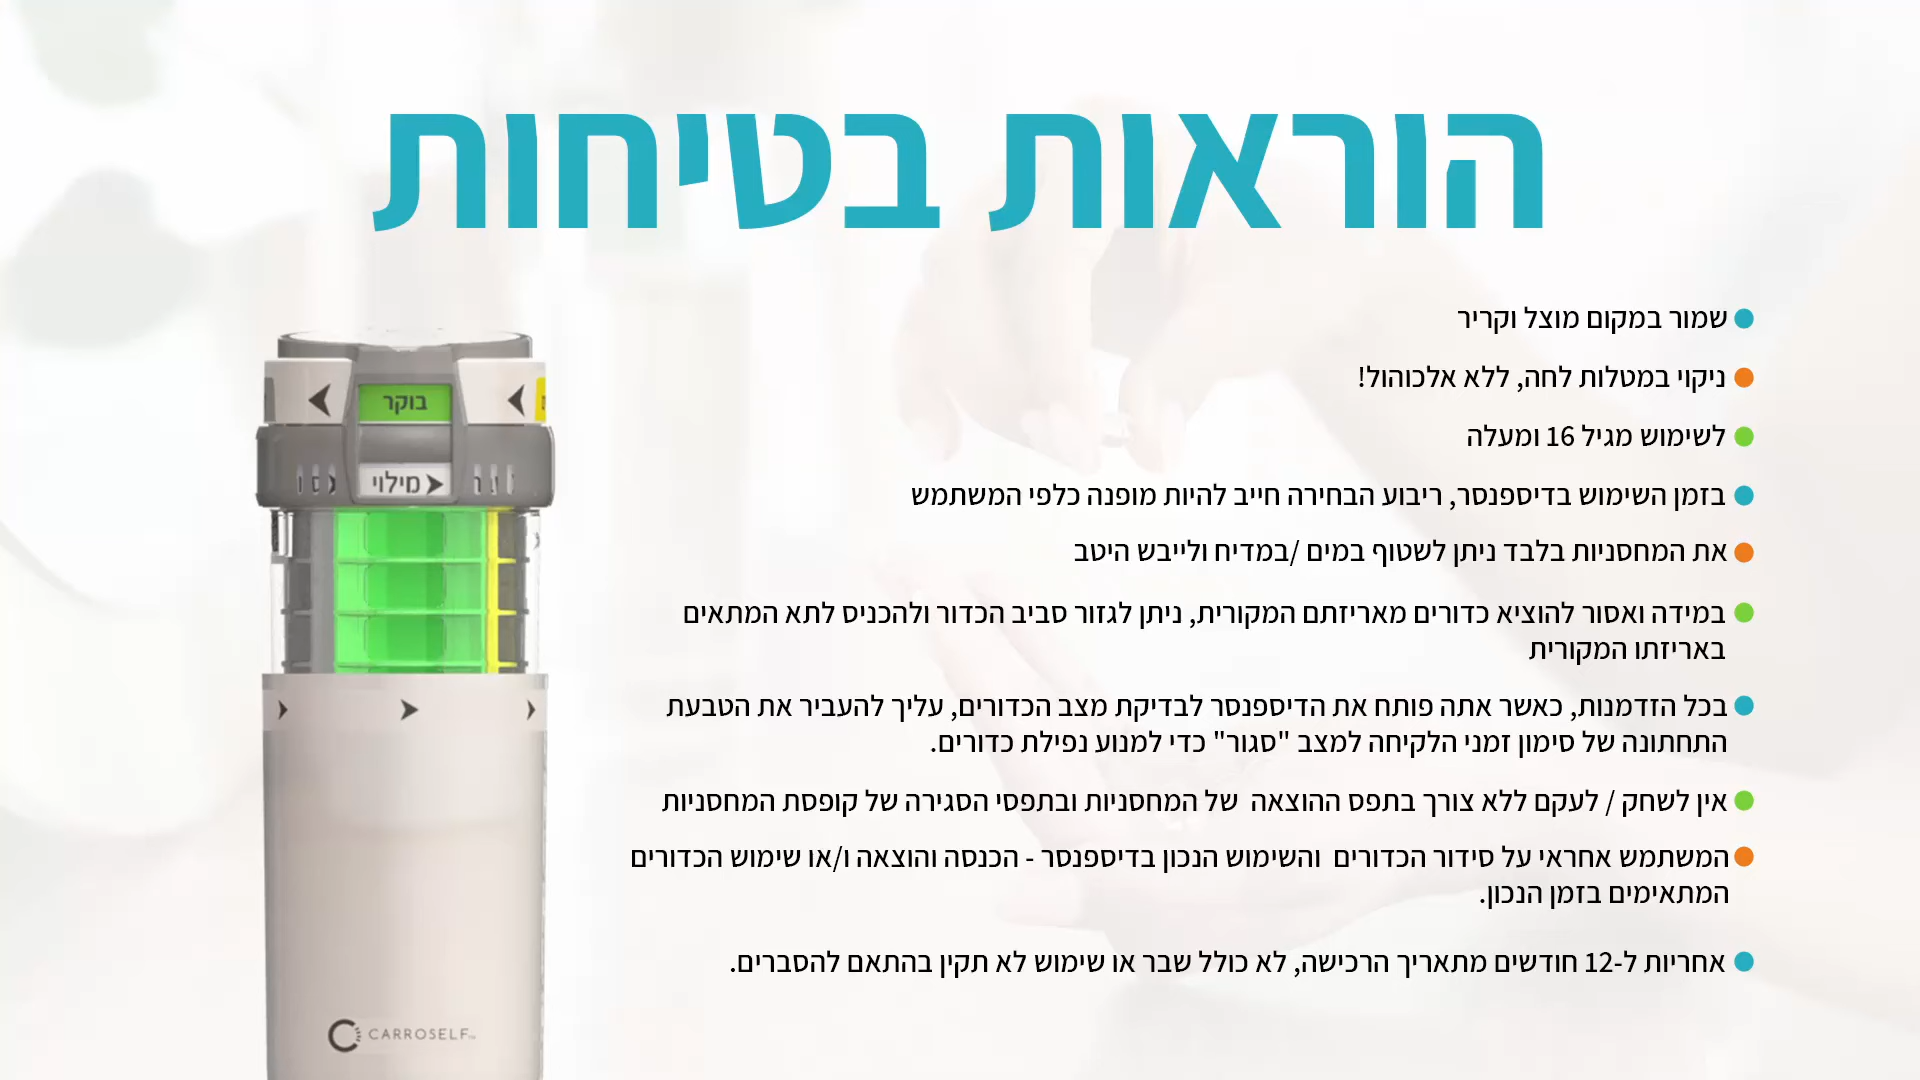 הוראות בטיחות
שמור במקום מוצל וקריר
ניקוי במטלות לחה, ללא אלכוהול!
לשימוש מגיל 16 ומעלה
בזמן השימוש בדיספנסר, ריבוע הבחירה חייב להיות מופנה כלפי המשתמש
את המחסניות בלבד ניתן לשטוף במים /במדיח ולייבש היטב
במידה ואסור להוציא כדורים מאריזתם המקורית, ניתן לגזור סביב הכדור ולהכניס לתא המתאים
באריזתו המקורית
בכל הזדמנות, כאשר אתה פותח את הדיספנסר לבדיקת מצב הכדורים, עליך להעביר את הטבעת
התחתונה של סימון זמני הלקיחה למצב "סגור" כדי למנוע נפילת כדורים.
אין לשחק / לעקם ללא צורך בתפס ההוצאה של המחסניות ובתפסי הסגירה של קופסת המחסניות
המשתמש אחראי על סידור הכדורים והשימוש הנכון בדיספנסר - הכנסה והוצאה ו/או שימוש הכדורים
המתאימים בזמן הנכון.
אחריות ל-12 חודשים מתאריך הרכישה, לא כולל שבר או שימוש לא תקין בהתאם להסברים.
בוקר
מילוי
CARROSELF